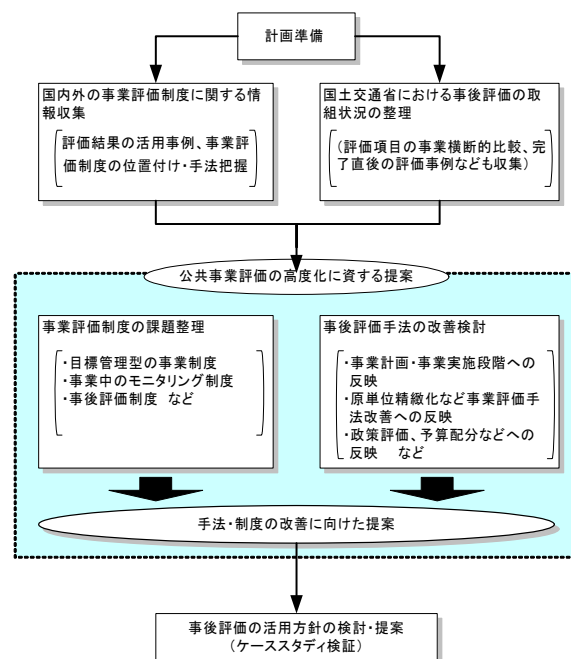 計画準備
国内外の事業評価制度に関する情
報収集
評価結果の活用事例、事業評
価制度の位置付け・手法把握
国土交通省における事後評価の取
組状況の整理
(評価項目の事業横断的比較、完
了直後の評価事例なども収集)
公共事業評価の高度化に資する提案
事業評価制度の課題整理
・目標管理型の事業制度
・事業中のモニタリング制度
・事後評価制度 など
事後評価手法の改善検討
・事業計画・事業実施段階への
反映
・原単位精緻化など事業評価手
法改善への反映
・政策評価、予算配分などへの
反映 など
手法・制度の改善に向けた提案
事後評価の活用方針の検討・提案
(ケーススタディ検証)